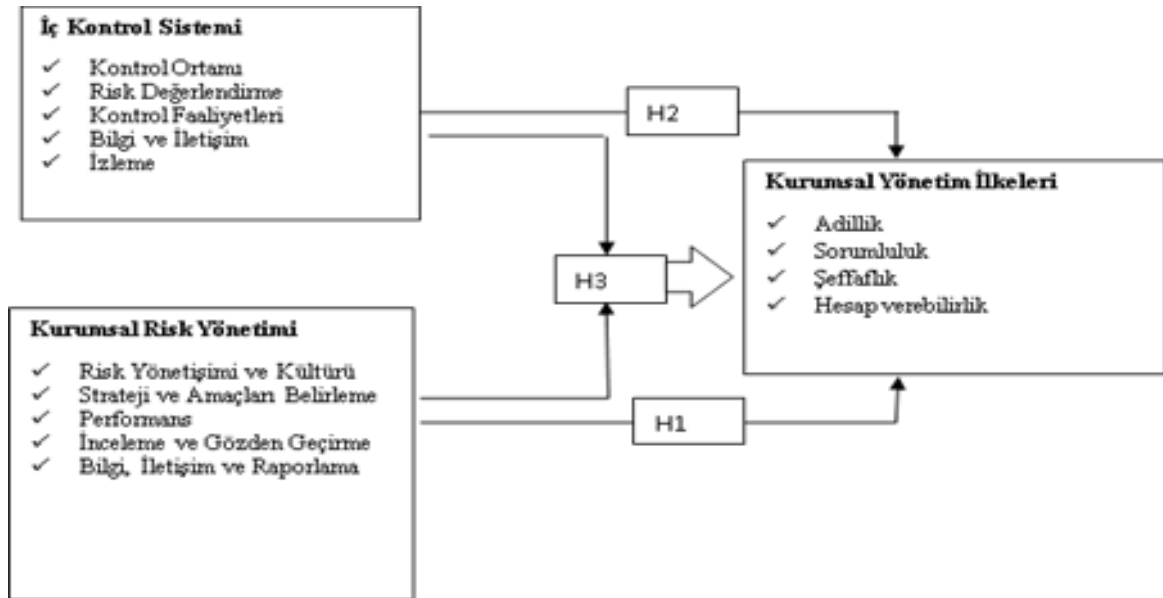 İç Kontrol Sistemi
✓ Kontrol Ortamı
✓ Risk Değerlendirme
✓ Kontrol Faaliyetleri
✓ Bilgi ve İletişim
✓ İzleme
H2
Kurumsal Yönetim İlkeleri
✓ Adillik
✓ Sorumluluk
✓ Şeffaflık
✓ Hesap verebilirlik
H3
Kurumsal Risk Yönetimi
✓ Risk Yönetişimi ve Kültürü
✓ Strateji ve Amaçları Belirleme
✓ Performans
✓ İnceleme ve Gözden Geçirme
✓ Bilgi, İletişim ve Raporlama
H1